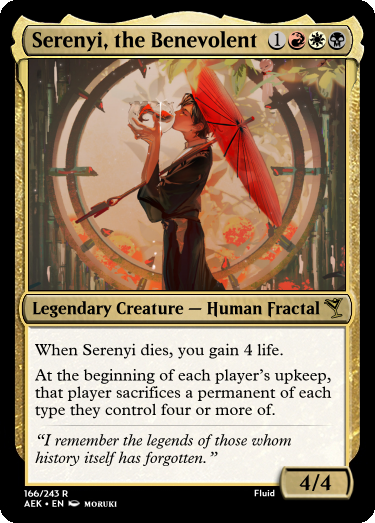 Serenyi, the Benevolent 1
Legendary Creature — Human Fractal
When Serenyi dies, you gain 4 life.
At the beginning of each player's upkeep,
that player sacrifices a permanent of each
type they control four or more of.
“I remember the legends of those whom
history itself has forgotten.”
4/4
166/243 R
AEK • EN MORUKI
Fluid